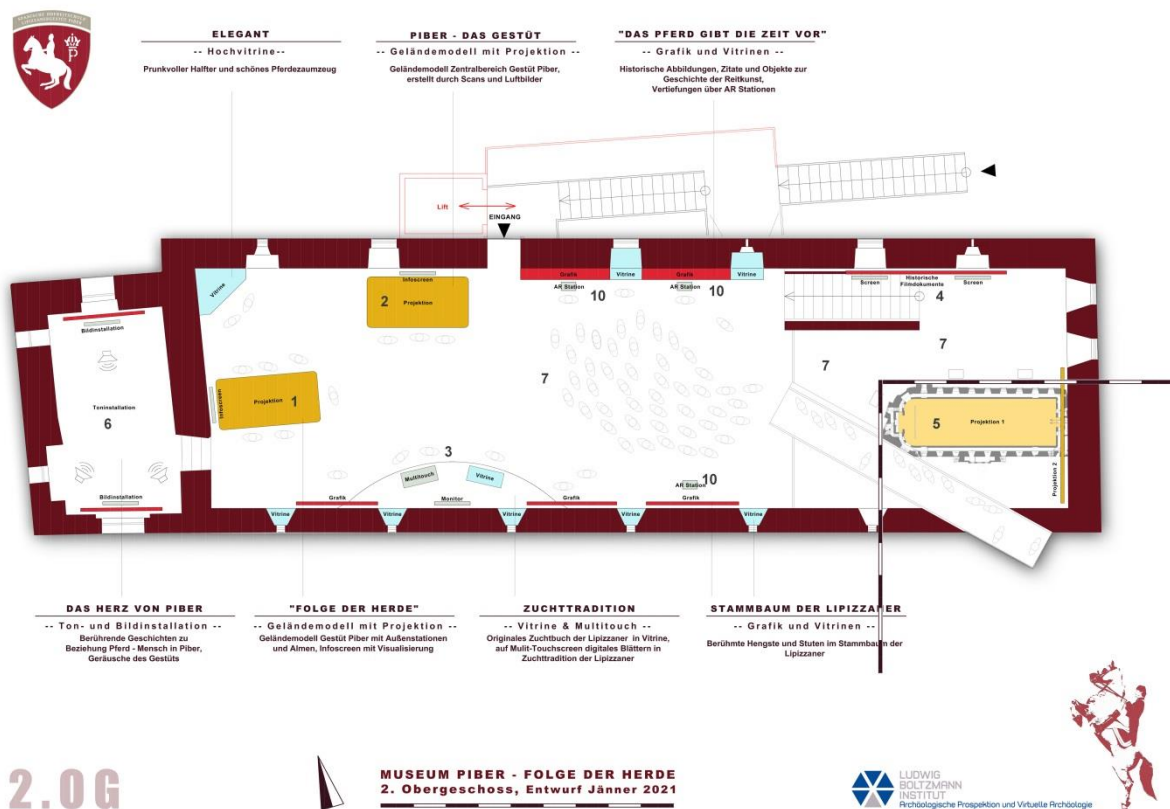 SPANISCHE HOFREITSCHULE
LIPIZZANERGESTÜT PIBER
P
ELEGANT
-- Hochvitrine--
Prunkvoller Halfter und schönes Pferdezaumzeug
PIBER - DAS GESTÜT
-- Geländemodell mit Projektion --
Geländemodell Zentralbereich Gestüt Piber,
erstellt durch Scans und Luftbilder
"DAS PFERD GIBT DIE ZEIT VOR"
-- Grafik und Vitrinen --
Historische Abbildungen, Zitate und Objekte zur
Geschichte der Reitkunst,
Vertiefungen über AR Stationen
Lift
EINGANG
Vitrine
Infoscreen
2
Projektion
Grafik
Vitrine
Grafik
Vitrine
AR Station
10
AR Station
10
Historische
Filmdokumente
Screen
4
Screen
Bildinstallation
Toninstallation
6
Bildinstallation
Infoscreen
Projektion
1
7
7
7
5
Projektion 1
Projektion 2
3
Multitouch
Vitrine
AR Station
10
Grafik
Monitor
Grafik
Grafik
Vitrine
Vitrine
Vitrine
Vitrine
Vitrine
DAS HERZ VON PIBER
-- Ton- und Bildinstallation --
Berührende Geschichten zu
Beziehung Pferd - Mensch in Piber,
Geräusche des Gestüts
"FOLGE DER HERDE"
-- Geländemodell mit Projektion --
Geländemodell Gestüt Piber mit Außenstationen
und Almen, Infoscreen mit Visualisierung
ZUCHTTRADITION
-- Vitrine & Multitouch --
Originales Zuchtbuch der Lipizzaner in Vitrine,
auf Mulit-Touchscreen digitales Blättern in
Zuchttradition der Lipizzaner
STAMMBAUM DER LIPIZZANER
-- Grafik und Vitrinen --
Berühmte Hengste und Stuten im Stammbaum der
Lipizzaner
2.OG
MUSEUM PIBER - FOLGE DER HERDE
2. Obergeschoss, Entwurf Jänner 2021
LUDWIG
BOLTZMANN
INSTITUT
Archäologische Prospektion und Virtuelle Archäologie